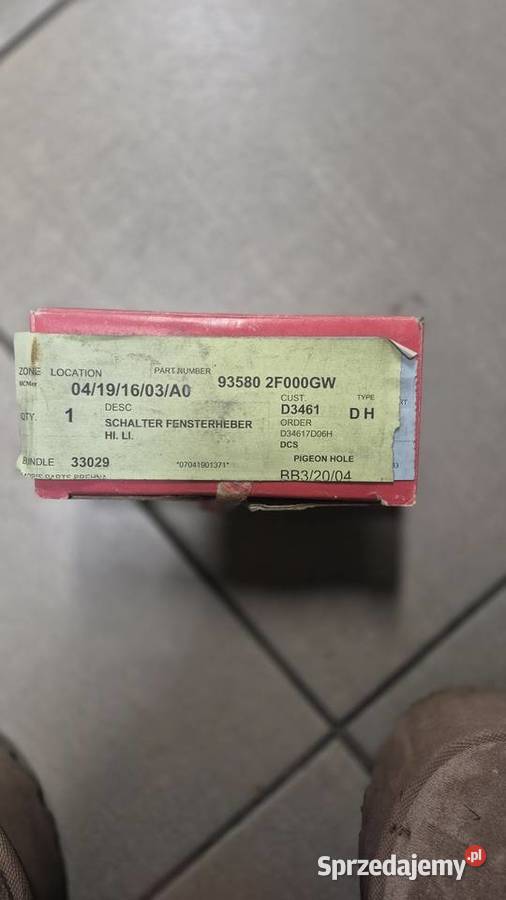 ZONE LOCATION PART NUMBER
04/19/16/03/A0 93580 2F000GW
QTY. 1 DESC CUST. TYPE
SCHALTER FENSTERHEBER D3461 D H
HI. LI. ORDER
D34617D06H
DCS
PIGEON HOLE
BUNDLE 33029 *07041901371* BB3/20/04
Sprzedajemy.pl